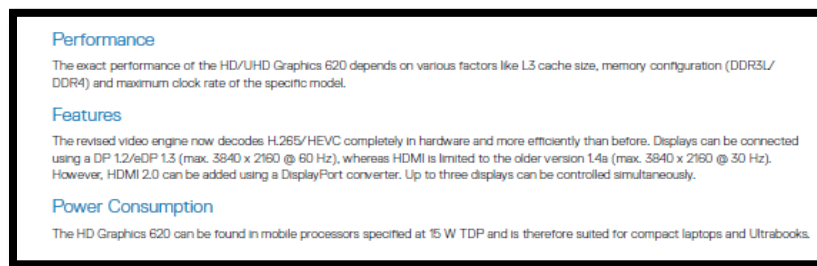 Performance
The exact performance of the HD/UHD Graphics 620 depends on various factors like L3 cache size, memory configuration (DDR3L/
DDR4) and maximum clock rate of the specific model.
Features
The revised video engine now decodes H.265/HEVC completely in hardware and more efficiently than before. Displays can be connected
using a DP 1.2/eDP 1.3 (max. 3840 x 2160 @ 60 Hz), whereas HDMI is limited to the older version 1.4a (max. 3840 x 2160 @ 30 Hz).
However, HDMI 2.0 can be added using a DisplayPort converter. Up to three displays can be controlled simultaneously.
Power Consumption
The HD Graphics 620 can be found in mobile processors specified at 15 W TDP and is therefore suited for compact laptops and Ultrabooks.